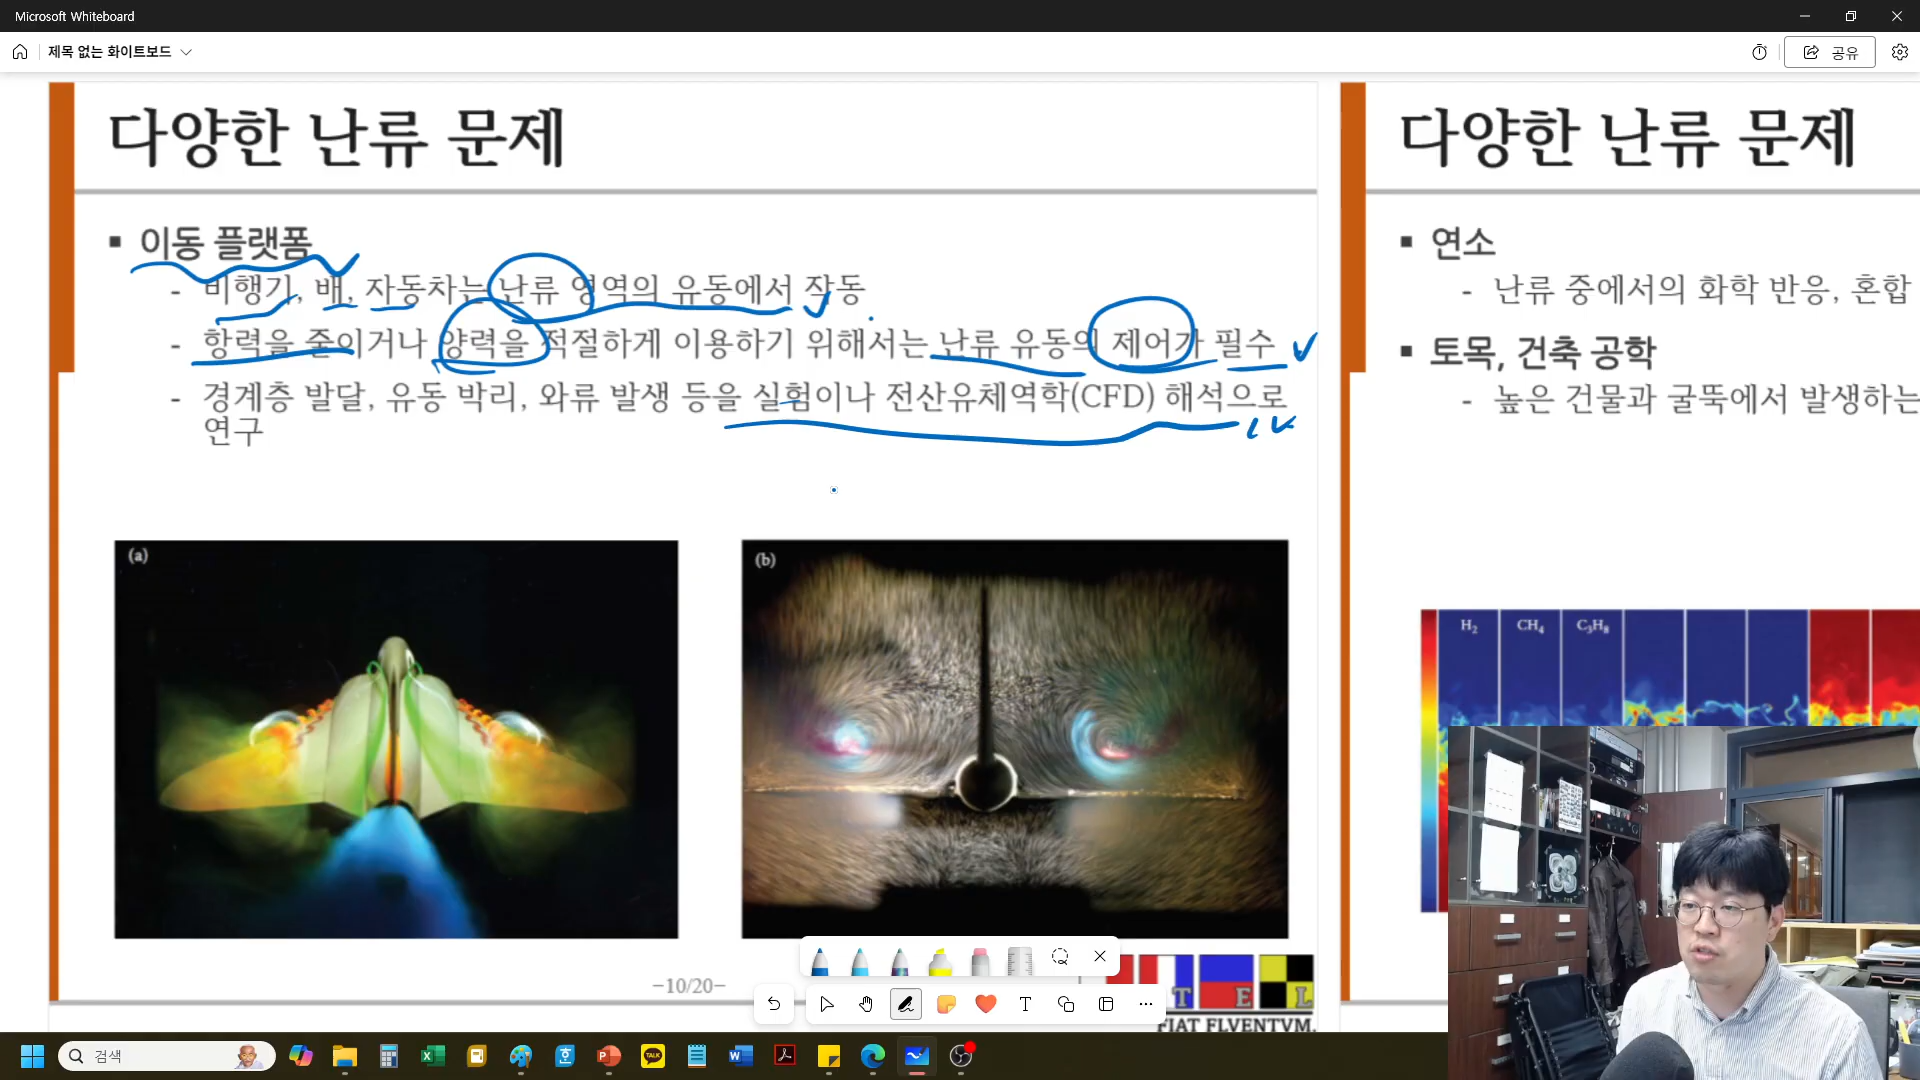 Microsoft Whiteboard
제목 없는 화이트보드
공유
다양한 난류 문제
■ 이동 플랫폼
- 비행기, 배, 자동차는 난류 영역의 유동에서 작동
- 항력을 줄이거나 양력을 적절하게 이용하기 위해서는 난류 유동의 제어가 필수
- 경계층 발달, 유동 박리, 와류 발생 등을 실험이나 전산유체역학(CFD) 해석으로
연구
(a)
(b)
−10/20−
T E L
FIAT FLVENTVM.
다양한 난류 문제
■ 연소
- 난류 중에서의 화학 반응, 혼합
■ 토목, 건축 공학
- 높은 건물과 굴뚝에서 발생하는
H₂ CH₄ C₃H₈
T
검색
TALK